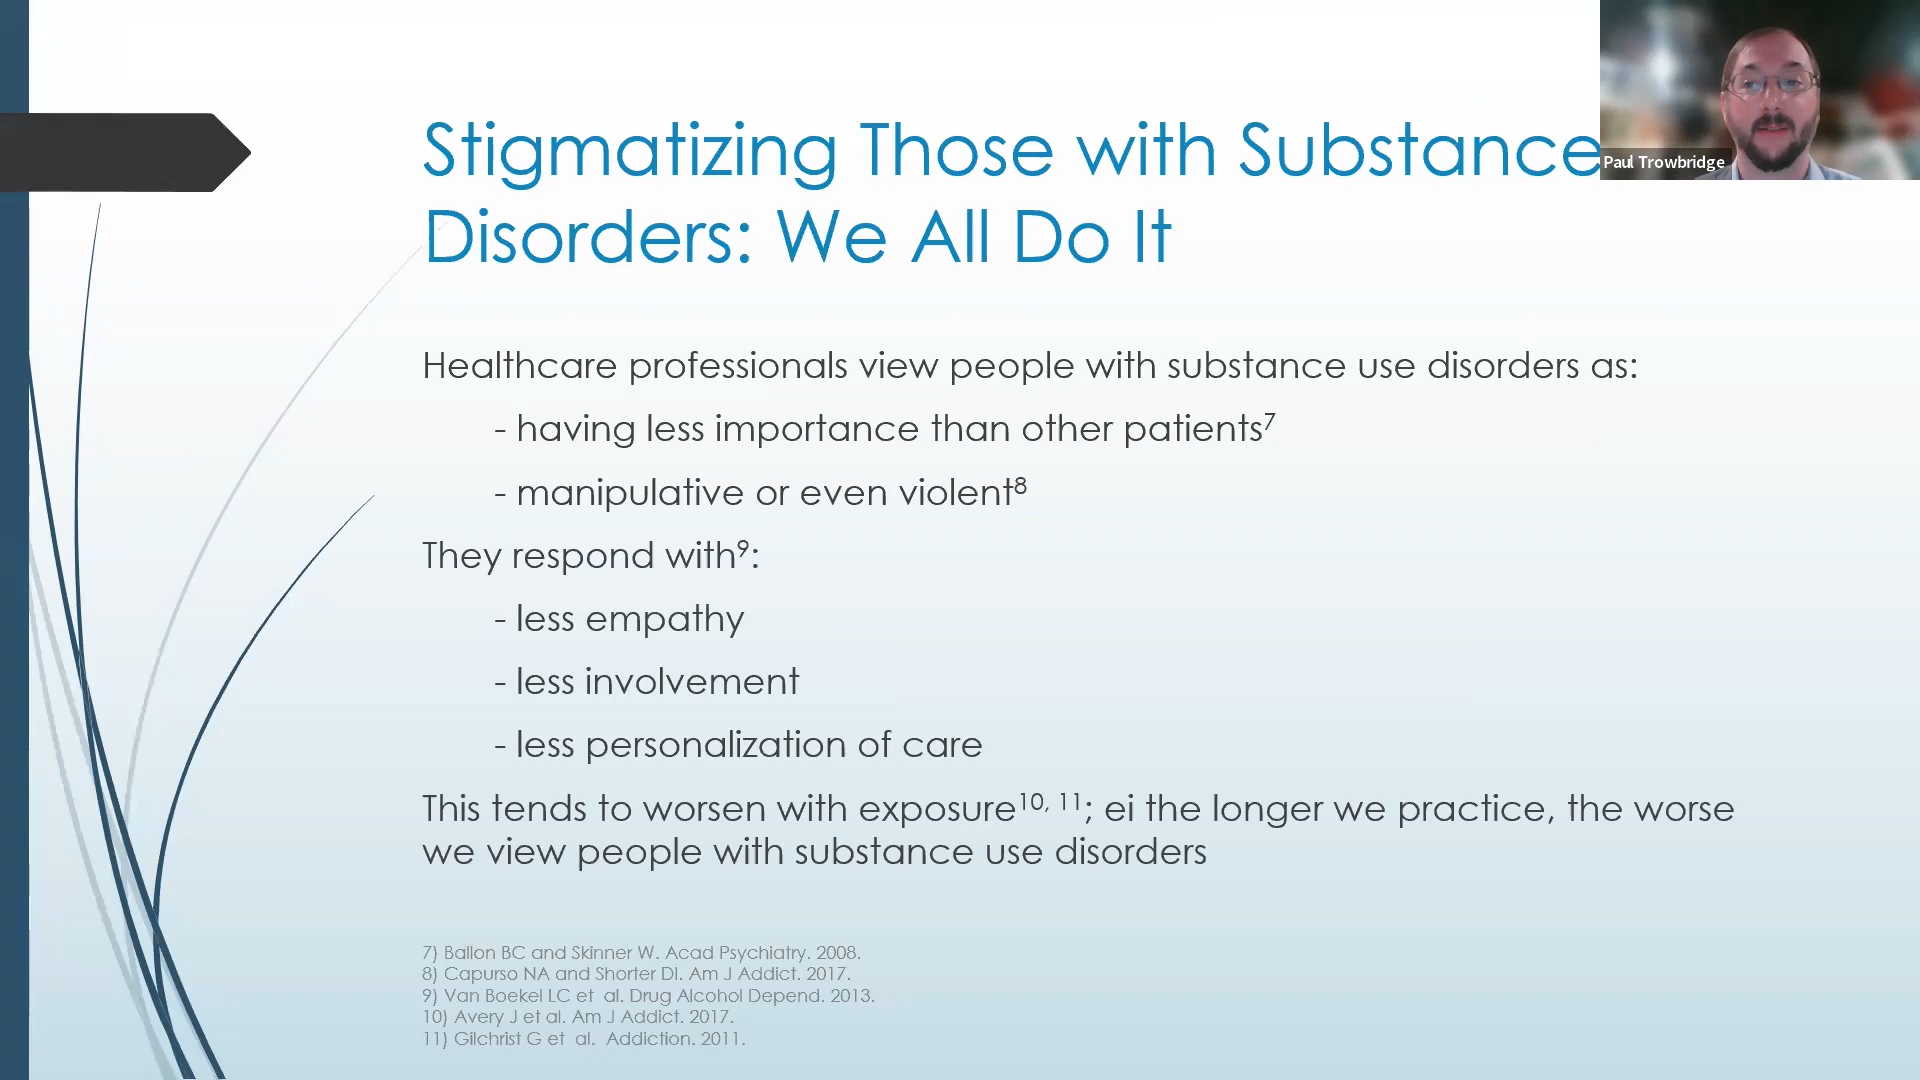 Stigmatizing Those with Substance
Paul Trowbridge
Disorders: We All Do It
Healthcare professionals view people with substance use disorders as:
- having less importance than other patients⁷
- manipulative or even violent⁸
They respond with⁹:
- less empathy
- less involvement
- less personalization of care
This tends to worsen with exposure¹⁰, ¹¹; ei the longer we practice, the worse
we view people with substance use disorders
7) Ballon BC and Skinner W. Acad Psychiatry. 2008.
8) Capurso NA and Shorter DI. Am J Addict. 2017.
9) Van Boekel LC et al. Drug Alcohol Depend. 2013.
10) Avery J et al. Am J Addict. 2017.
11) Gilchrist G et al. Addiction. 2011.